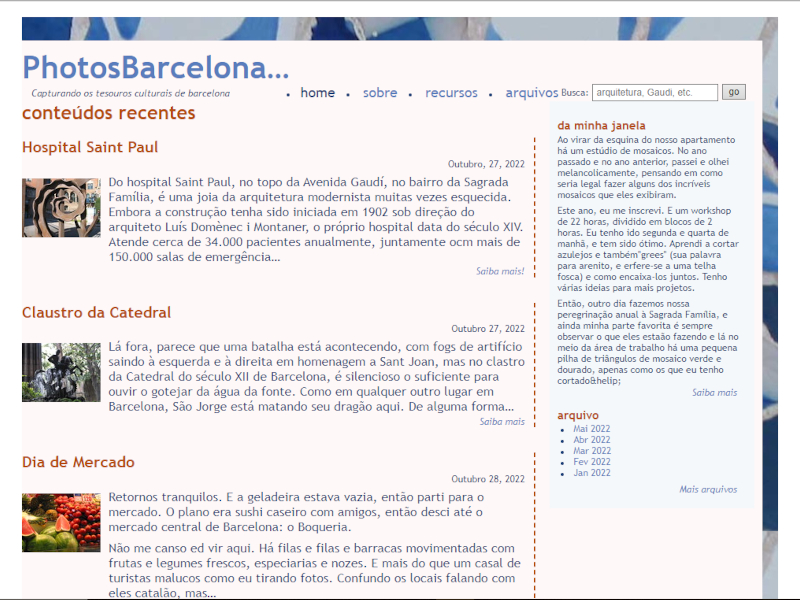 PhotosBarcelona...
Capturando os tesouros culturais de barcelona
home sobre recursos arquivos Busca: arquitetura, Gaudi, etc. go
conteúdos recentes
Hospital Saint Paul
Outubro, 27, 2022
Do hospital Saint Paul, no topo da Avenida Gaudí, no bairro da Sagrada
Família, é uma joia da arquitetura modernista muitas vezes esquecida.
Embora a construção tenha sido iniciada em 1902 sob direção do
arquiteto Luís Domènec i Montaner, o próprio hospital data do século XIV.
Atende cerca de 34.000 pacientes anualmente, juntamente ocm mais de
150.000 salas de emergência...
Saiba mais!
Claustro da Catedral
Outubro 27, 2022
Lá fora, parece que uma batalha está acontecendo, com fogs de artifício
saindo à esquerda e à direita em homenagem a Sant Joan, mas no clastro
da Catedral do século XII de Barcelona, é silencioso o suficiente para
ouvir o gotejar da água da fonte. Como em qualquer outro lugar em
Barcelona, São Jorge está matando seu dragão aqui. De alguma forma...
Saiba mais
Dia de Mercado
Outubro 28, 2022
Retornos tranquilos. E a geladeira estava vazia, então parti para o
mercado. O plano era sushi caseiro com amigos, então desci até o
mercado central de Barcelona: o Boqueria.
Não me canso ed vir aqui. Há filas e filas e barracas movimentadas com
frutas e legumes frescos, especiarias e nozes. E mais do que um casal de
turistas malucos como eu tirando fotos. Confundo os locais falando com
eles catalão, mas...
da minha janela
Ao virar da esquina do nosso apartamento
há um estúdio de mosaicos. No ano
passado e no ano anterior, passei e olhei
melancolicamente, pensando em como
seria legal fazer alguns dos incríveis
mosaicos que eles exibiram.
Este ano, eu me inscrevi. E um workshop
de 22 horas, dividido em blocos de 2
horas. Eu tenho ido segunda e quarta de
manhã, e tem sido ótimo. Aprendi a cortar
azulejos e também"grees" (sua palavra
para arenito, e erfere-se a uma telha
fosca) e como encaixa-los juntos. Tenho
várias ideias para mais projetos.
Então, outro dia fazemos nossa
peregrinação anual à Sagrada Família, e
ainda minha parte favorita é sempre
observar o que eles estaão fazendo e lá no
meio da área de trabalho há uma pequena
pilha de triângulos de mosaico verde e
dourado, apenas como os que eu tenho
cortado&helip;
Saiba mais
arquivo
Mai 2022
Abr 2022
Mar 2022
Fev 2022
Jan 2022
Mais arquivos